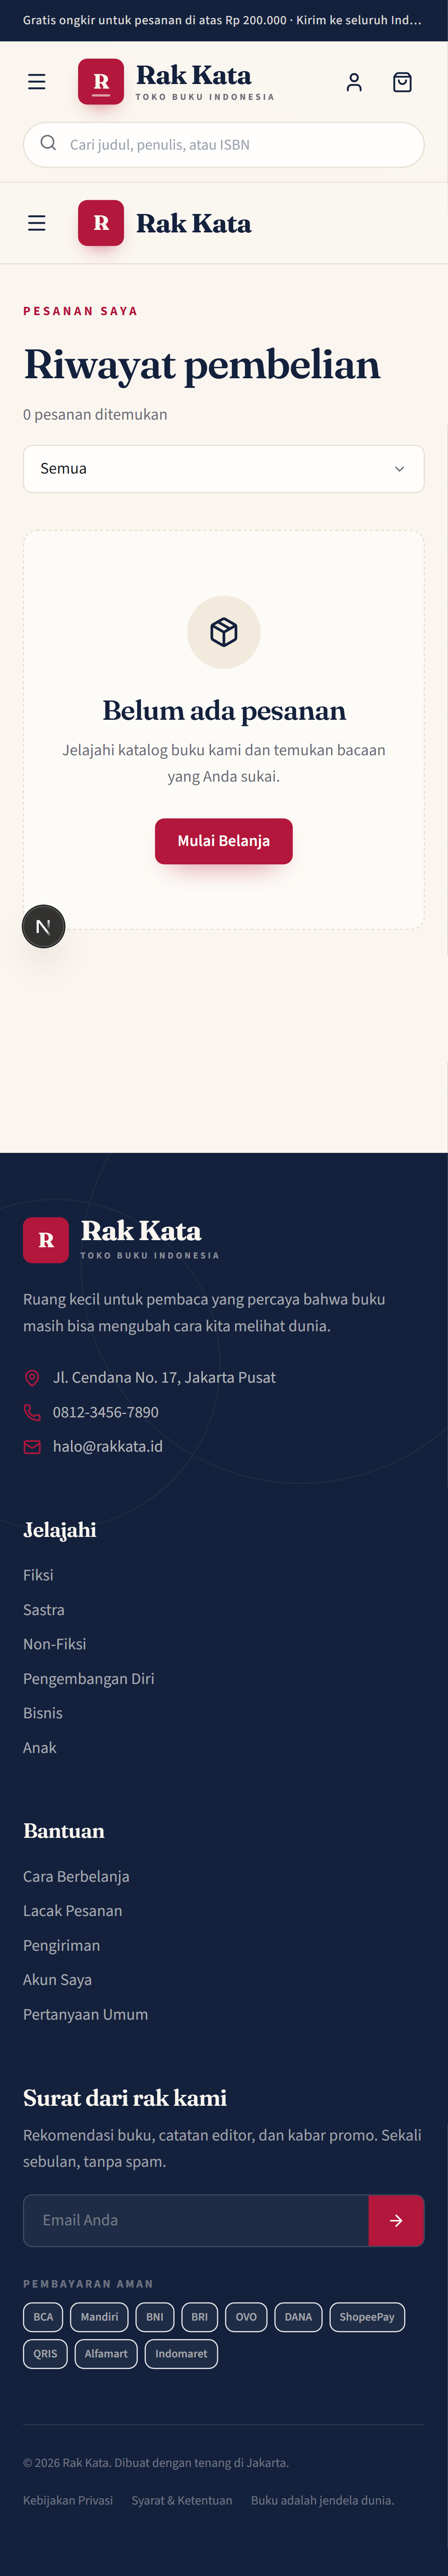 Gratis ongkir untuk pesanan di atas Rp 200.000 · Kirim ke seluruh Ind...
R
Rak Kata
TOKO BUKU INDONESIA
Cari judul, penulis, atau ISBN
R
Rak Kata
PESANAN SAYA
Riwayat pembelian
0 pesanan ditemukan
Semua
Belum ada pesanan
Jelajahi katalog buku kami dan temukan bacaan
yang Anda sukai.
Mulai Belanja
N
R
Rak Kata
TOKO BUKU INDONESIA
Ruang kecil untuk pembaca yang percaya bahwa buku
masih bisa mengubah cara kita melihat dunia.
Jl. Cendana No. 17, Jakarta Pusat
0812-3456-7890
halo@rakkata.id
Jelajahi
Fiksi
Sastra
Non-Fiksi
Pengembangan Diri
Bisnis
Anak
Bantuan
Cara Berbelanja
Lacak Pesanan
Pengiriman
Akun Saya
Pertanyaan Umum
Surat dari rak kami
Rekomendasi buku, catatan editor, dan kabar promo. Sekali
sebulan, tanpa spam.
Email Anda
PEMBAYARAN AMAN
BCA Mandiri BNI BRI OVO DANA ShopeePay
QRIS Alfamart Indomaret
© 2026 Rak Kata. Dibuat dengan tenang di Jakarta.
Kebijakan Privasi Syarat & Ketentuan Buku adalah jendela dunia.